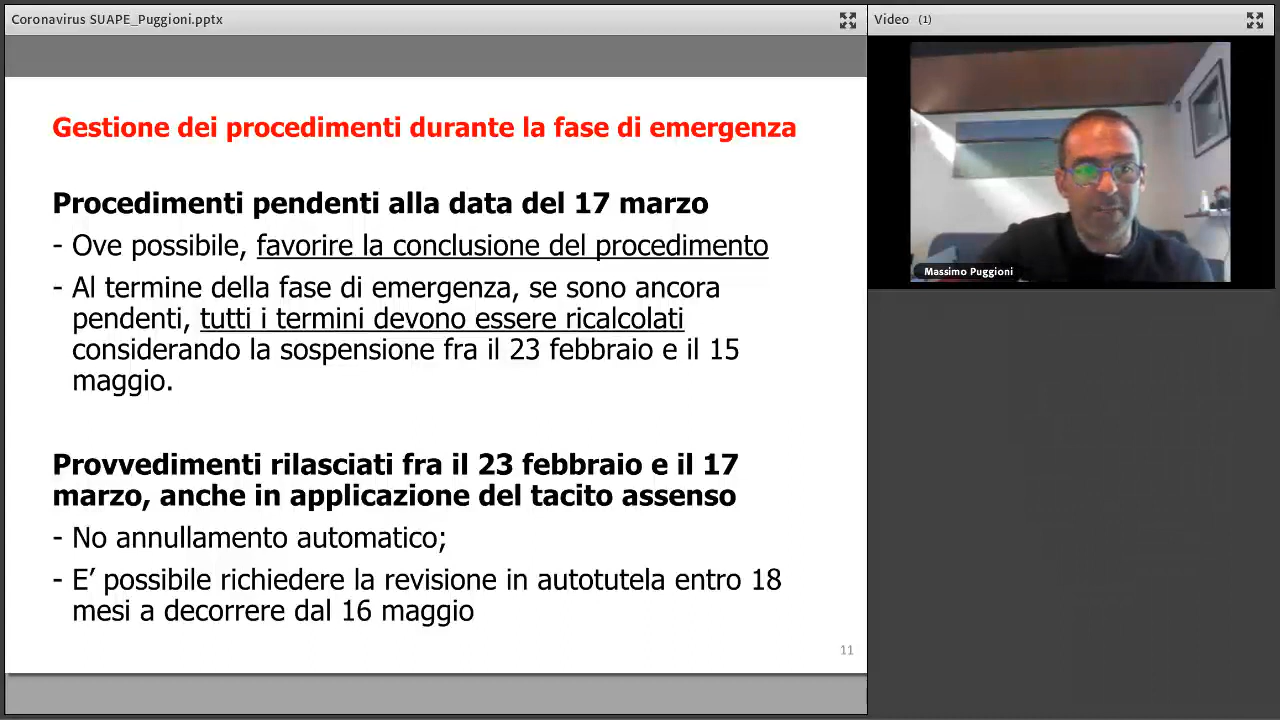 Coronavirus SUAPE_Puggioni.pptx
Video (1)
Gestione dei procedimenti durante la fase di emergenza
Procedimenti pendenti alla data del 17 marzo
- Ove possibile, favorire la conclusione del procedimento
- Al termine della fase di emergenza, se sono ancora
pendenti, tutti i termini devono essere ricalcolati
considerando la sospensione fra il 23 febbraio e il 15
maggio.
Provvedimenti rilasciati fra il 23 febbraio e il 17
marzo, anche in applicazione del tacito assenso
- No annullamento automatico;
- E’ possibile richiedere la revisione in autotutela entro 18
mesi a decorrere dal 16 maggio
11
Massimo Puggioni